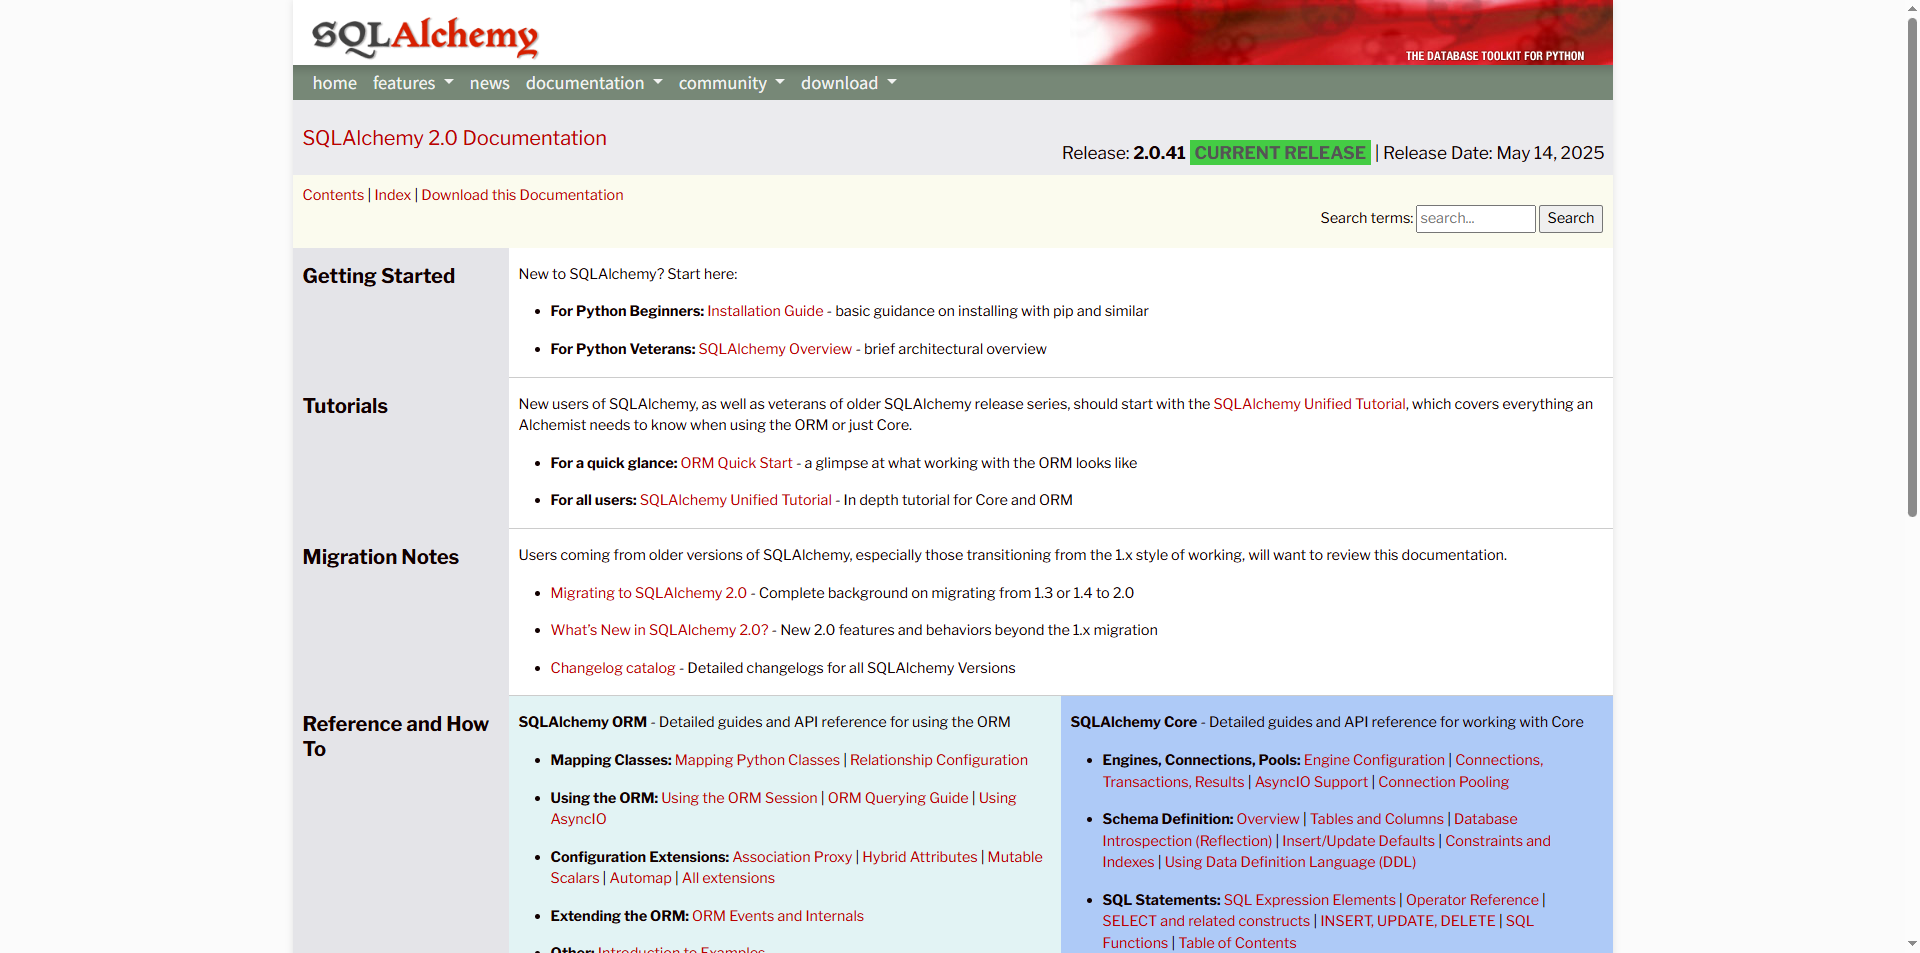 SQLAlchemy
THE DATABASE TOOLKIT FOR PYTHON
home features news documentation community download
SQLAlchemy 2.0 Documentation
Release: 2.0.41 CURRENT RELEASE | Release Date: May 14, 2025
Contents | Index | Download this Documentation
Search terms: search... Search
Getting Started
New to SQLAlchemy? Start here:
• For Python Beginners: Installation Guide - basic guidance on installing with pip and similar
• For Python Veterans: SQLAlchemy Overview - brief architectural overview
Tutorials
New users of SQLAlchemy, as well as veterans of older SQLAlchemy release series, should start with the SQLAlchemy Unified Tutorial, which covers everything an
Alchemist needs to know when using the ORM or just Core.
• For a quick glance: ORM Quick Start - a glimpse at what working with the ORM looks like
• For all users: SQLAlchemy Unified Tutorial - In depth tutorial for Core and ORM
Migration Notes
Users coming from older versions of SQLAlchemy, especially those transitioning from the 1.x style of working, will want to review this documentation.
• Migrating to SQLAlchemy 2.0 - Complete background on migrating from 1.3 or 1.4 to 2.0
• What's New in SQLAlchemy 2.0? - New 2.0 features and behaviors beyond the 1.x migration
• Changelog catalog - Detailed changelogs for all SQLAlchemy Versions
Reference and How
To
SQLAlchemy ORM - Detailed guides and API reference for using the ORM
• Mapping Classes: Mapping Python Classes | Relationship Configuration
• Using the ORM: Using the ORM Session | ORM Querying Guide | Using
AsyncIO
• Configuration Extensions: Association Proxy | Hybrid Attributes | Mutable
Scalars | Automap | All extensions
• Extending the ORM: ORM Events and Internals
• Other: Introduction to Examples
SQLAlchemy Core - Detailed guides and API reference for working with Core
• Engines, Connections, Pools: Engine Configuration | Connections,
Transactions, Results | AsyncIO Support | Connection Pooling
• Schema Definition: Overview | Tables and Columns | Database
Introspection (Reflection) | Insert/Update Defaults | Constraints and
Indexes | Using Data Definition Language (DDL)
• SQL Statements: SQL Expression Elements | Operator Reference |
SELECT and related constructs | INSERT, UPDATE, DELETE | SQL
Functions | Table of Contents